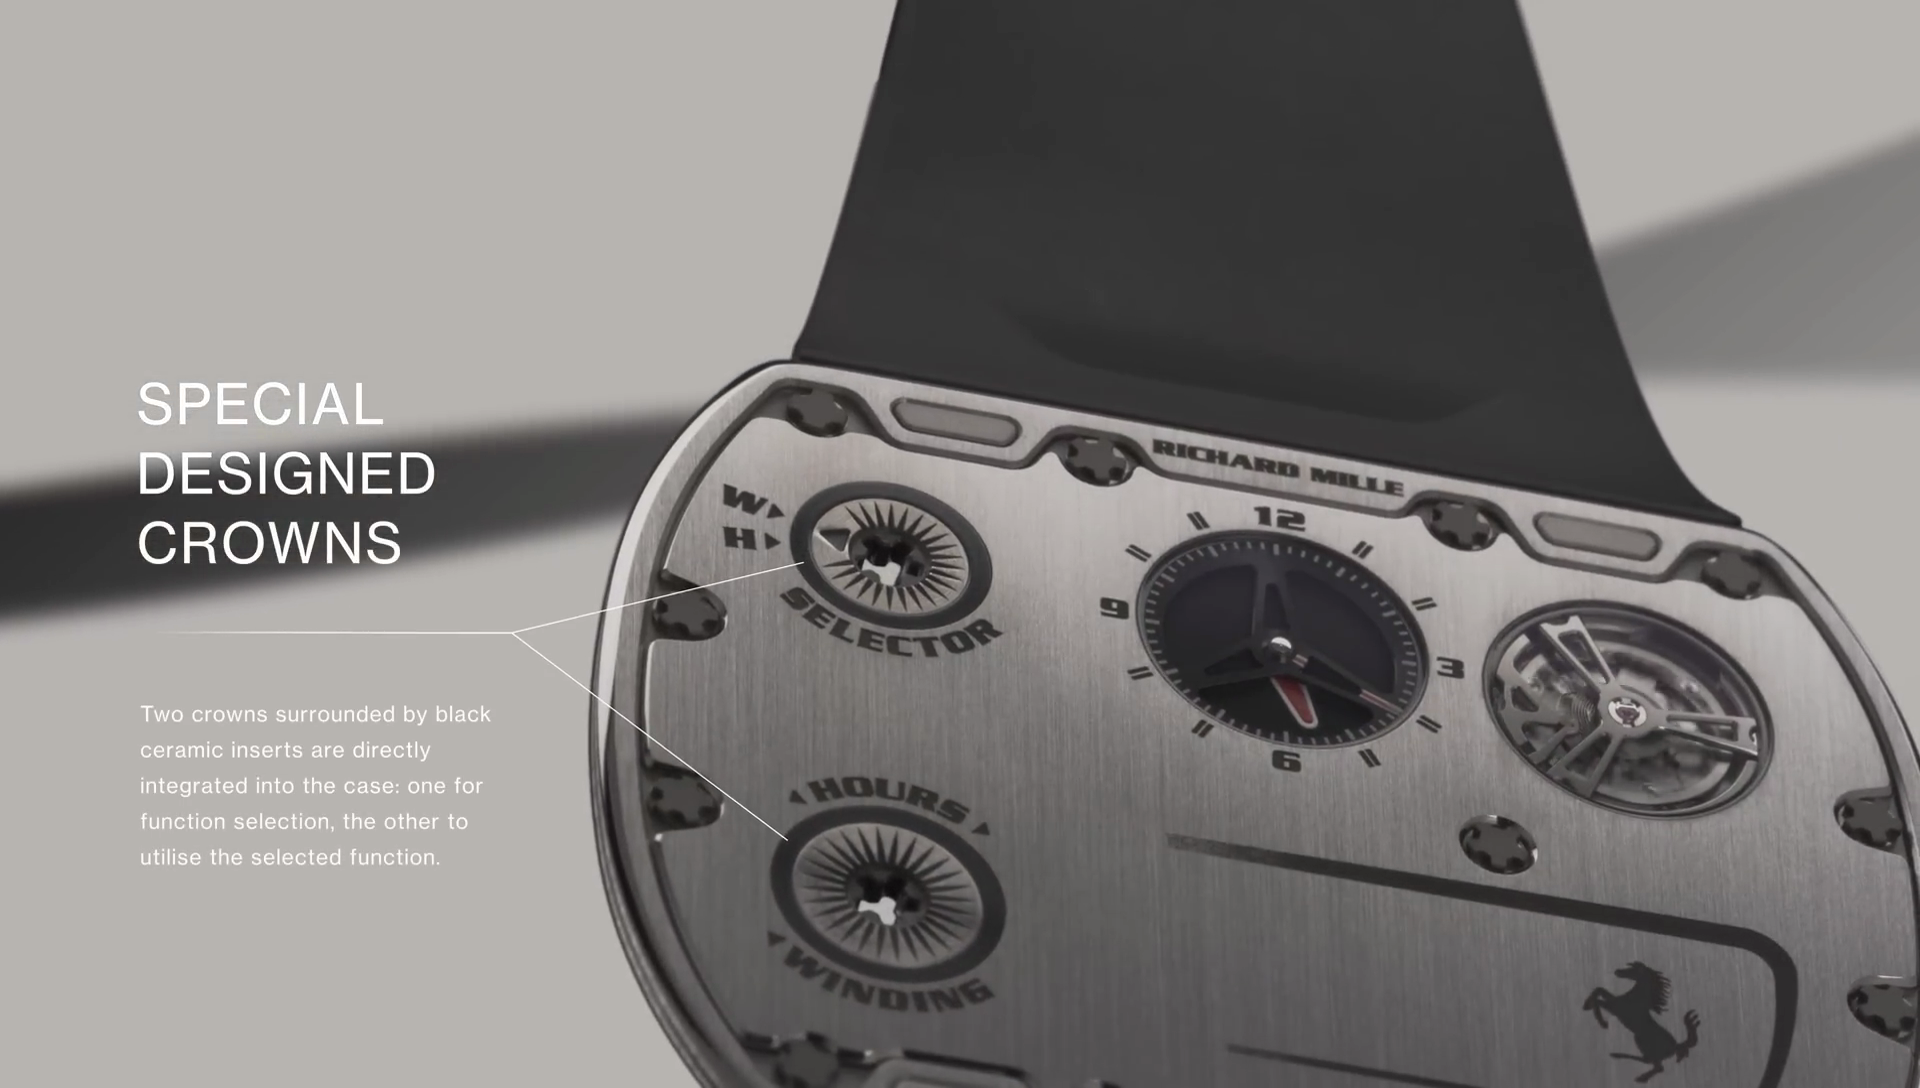 SPECIAL
DESIGNED
CROWNS
Two crowns surrounded by black
ceramic inserts are directly
integrated into the case: one for
function selection, the other to
utilise the selected function.
RICHARD MILLE
W
H
SELECTOR
12
9
3
6
HOURS
WINDING